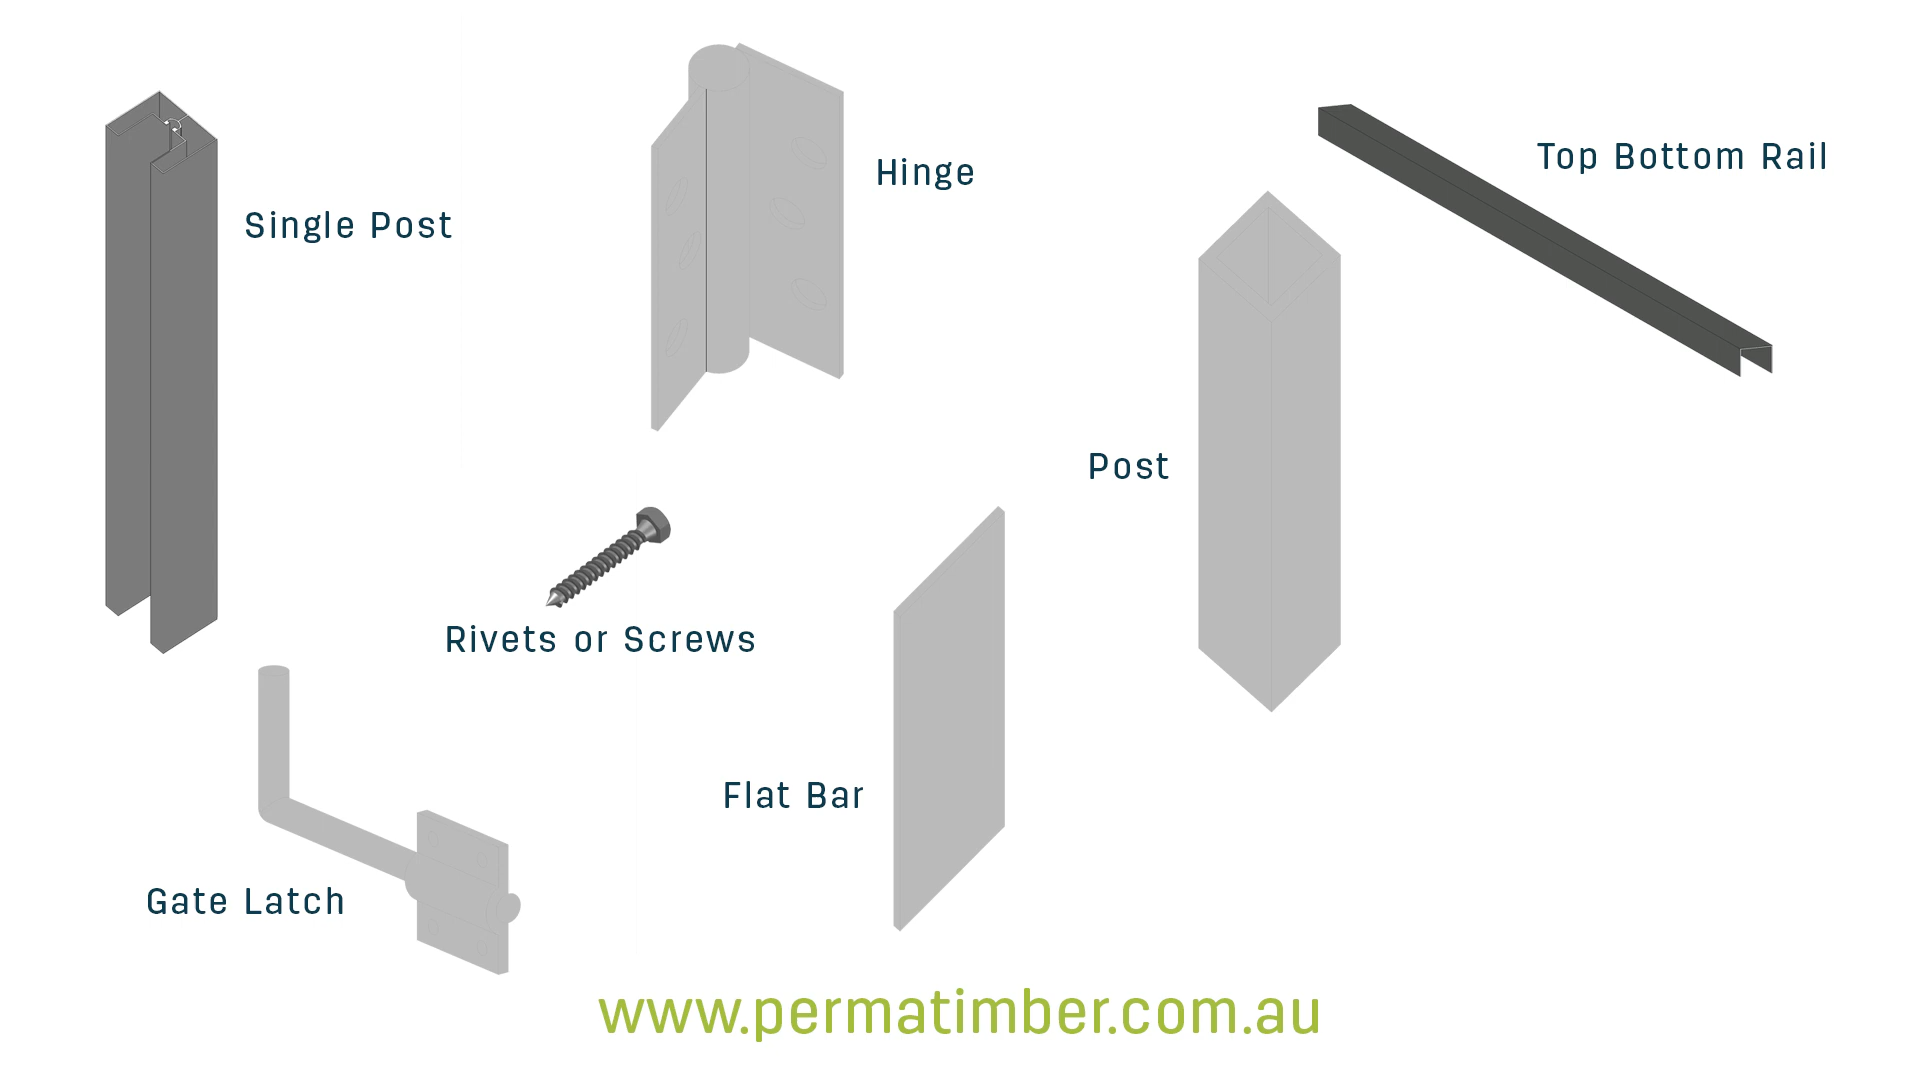 Hinge
Top Bottom Rail
Single Post
Post
Rivets or Screws
Flat Bar
Gate Latch
www.permatimber.com.au